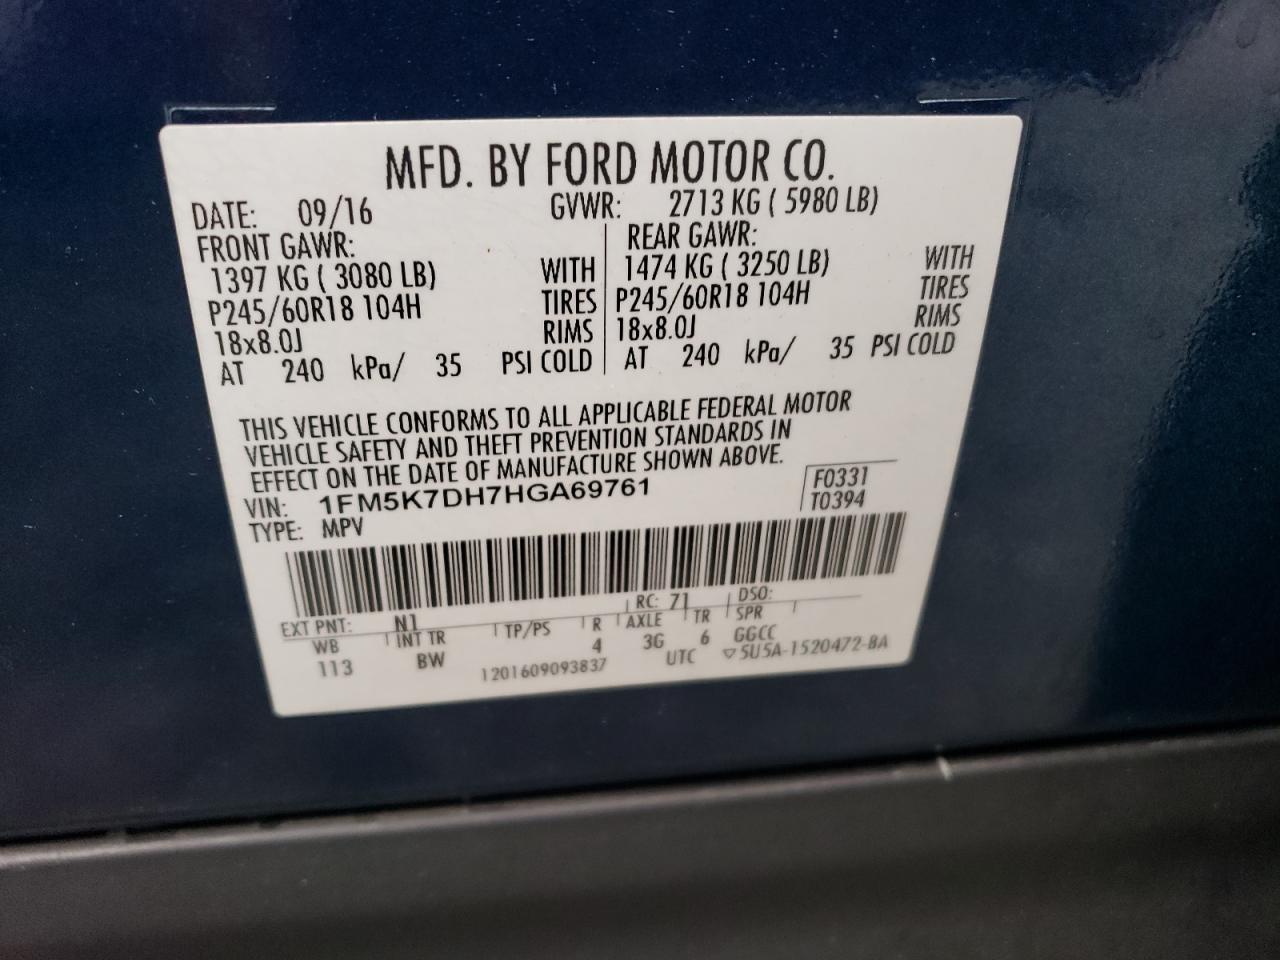 MFD. BY FORD MOTOR CO.
DATE: 09/16 GVWR: 2713 KG ( 5980 LB)
FRONT GAWR: REAR GAWR:
1397 KG ( 3080 LB) WITH 1474 KG ( 3250 LB) WITH
P245/60R18 104H TIRES P245/60R18 104H TIRES
18x8.0J RIMS 18x8.0J RIMS
AT 240 kPa/ 35 PSI COLD AT 240 kPa/ 35 PSI COLD
THIS VEHICLE CONFORMS TO ALL APPLICABLE FEDERAL MOTOR
VEHICLE SAFETY AND THEFT PREVENTION STANDARDS IN
EFFECT ON THE DATE OF MANUFACTURE SHOWN ABOVE.
VIN: 1FM5K7DH7HGA69761 F0331
TYPE: MPV T0394
EXT PNT: N1 RC: 71 DSO:
WB INT TR TP/PS R AXLE TR SPR
113 BW 4 3G 6 GGCC
1201609093837 UTC ▽5U5A-1520472-BA